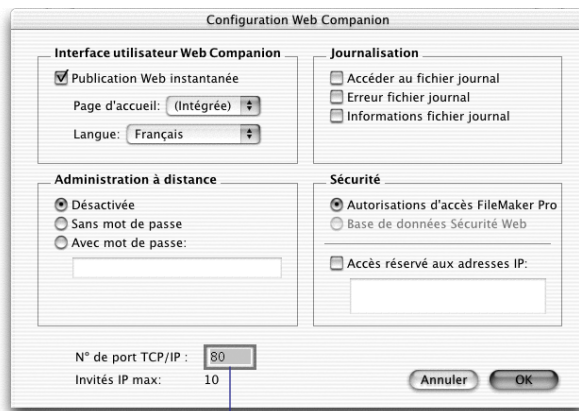 Configuration Web Companion
Interface utilisateur Web Companion
Publication Web instantanée
Page d'accueil: (Intégrée)
Langue: Français
Journalisation
Accéder au fichier journal
Erreur fichier journal
Informations fichier journal
Administration à distance
Désactivée
Sans mot de passe
Avec mot de passe:
Sécurité
Autorisations d'accès FileMaker Pro
Base de données Sécurité Web
Accès réservé aux adresses IP:
N° de port TCP/IP : 80
Invités IP max: 10
Annuler OK